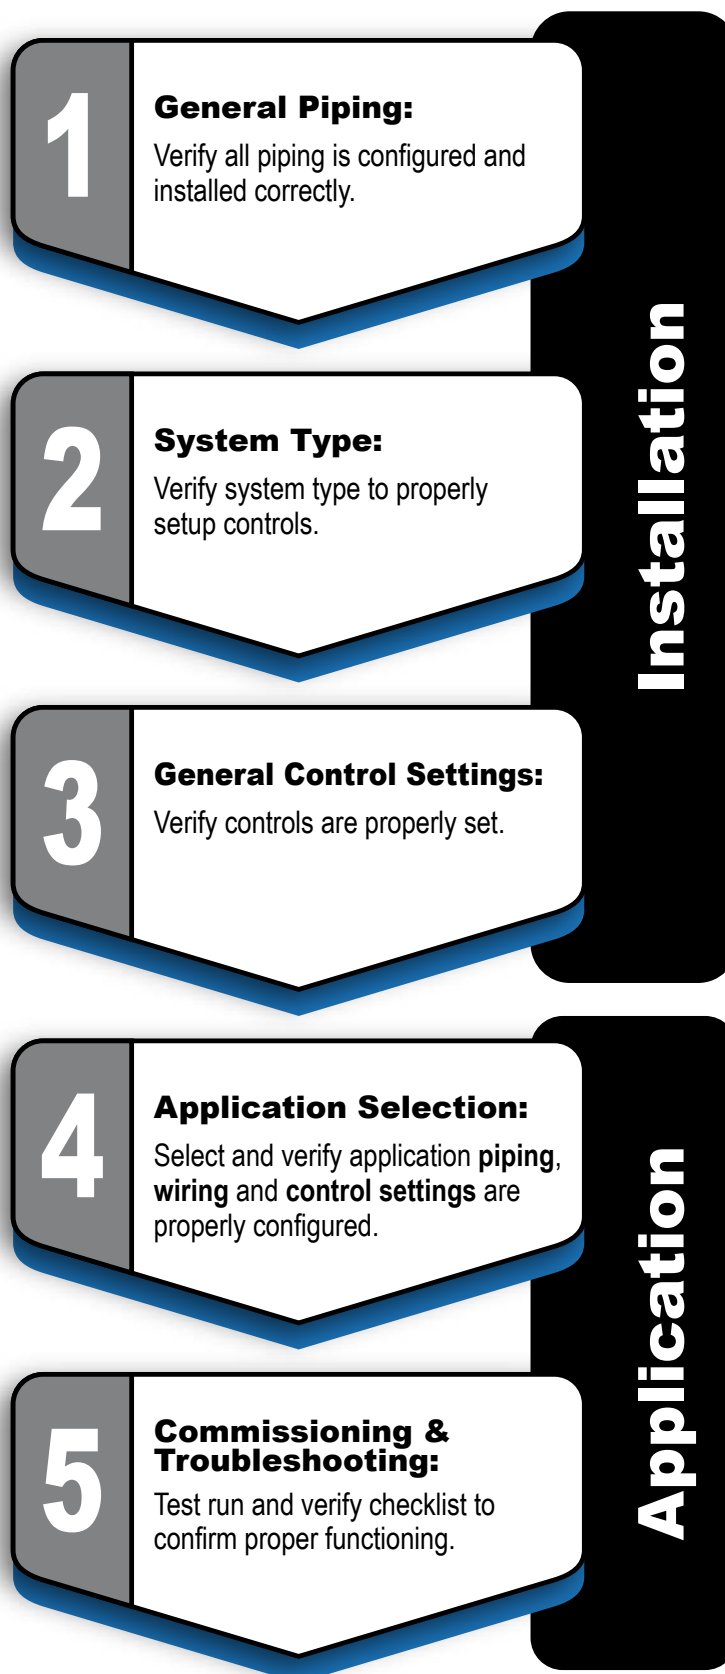 1
General Piping:
Verify all piping is configured and
installed correctly.
2
System Type:
Verify system type to properly
setup controls.
3
General Control Settings:
Verify controls are properly set.
Installation
4
Application Selection:
Select and verify application piping,
wiring and control settings are
properly configured.
5
Commissioning &
Troubleshooting:
Test run and verify checklist to
confirm proper functioning.
Application